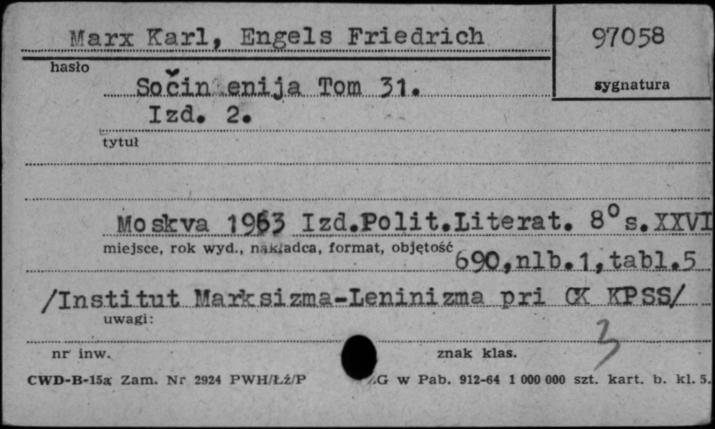 Marx Karl, Engels Friedrich
97058
hasło
sygnatura
Sočinenija Tom 31.
Izd. 2.
tytuł
Moskva 1963 Izd.Polit.Literat. 8° s.XXVI
miejsce, rok wyd., nakładca, format, objętość
690,nlb.1,tabl.5
/Institut Marksizma-Leninizma pri CK KPSS/
uwagi:
3
nr inw.
znak klas.
CWD-B-15a Zam. Nr 2924 PWH/Łż/P
w Pab. 912-64 1 000 000 szt. kart. b. kl. 5.